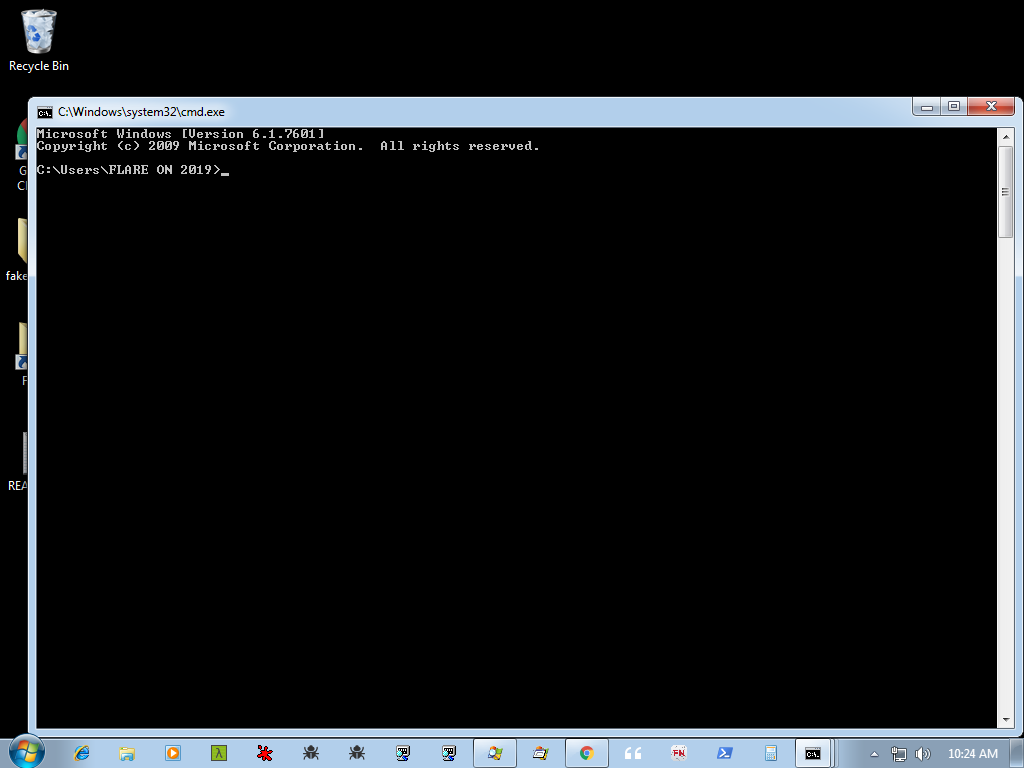 Recycle Bin
C:\Windows\system32\cmd.exe
Microsoft Windows [Version 6.1.7601]
Copyright (c) 2009 Microsoft Corporation.  All rights reserved.
C:\Users\FLARE ON 2019>_
G
C
fake
F
REA
10:24 AM